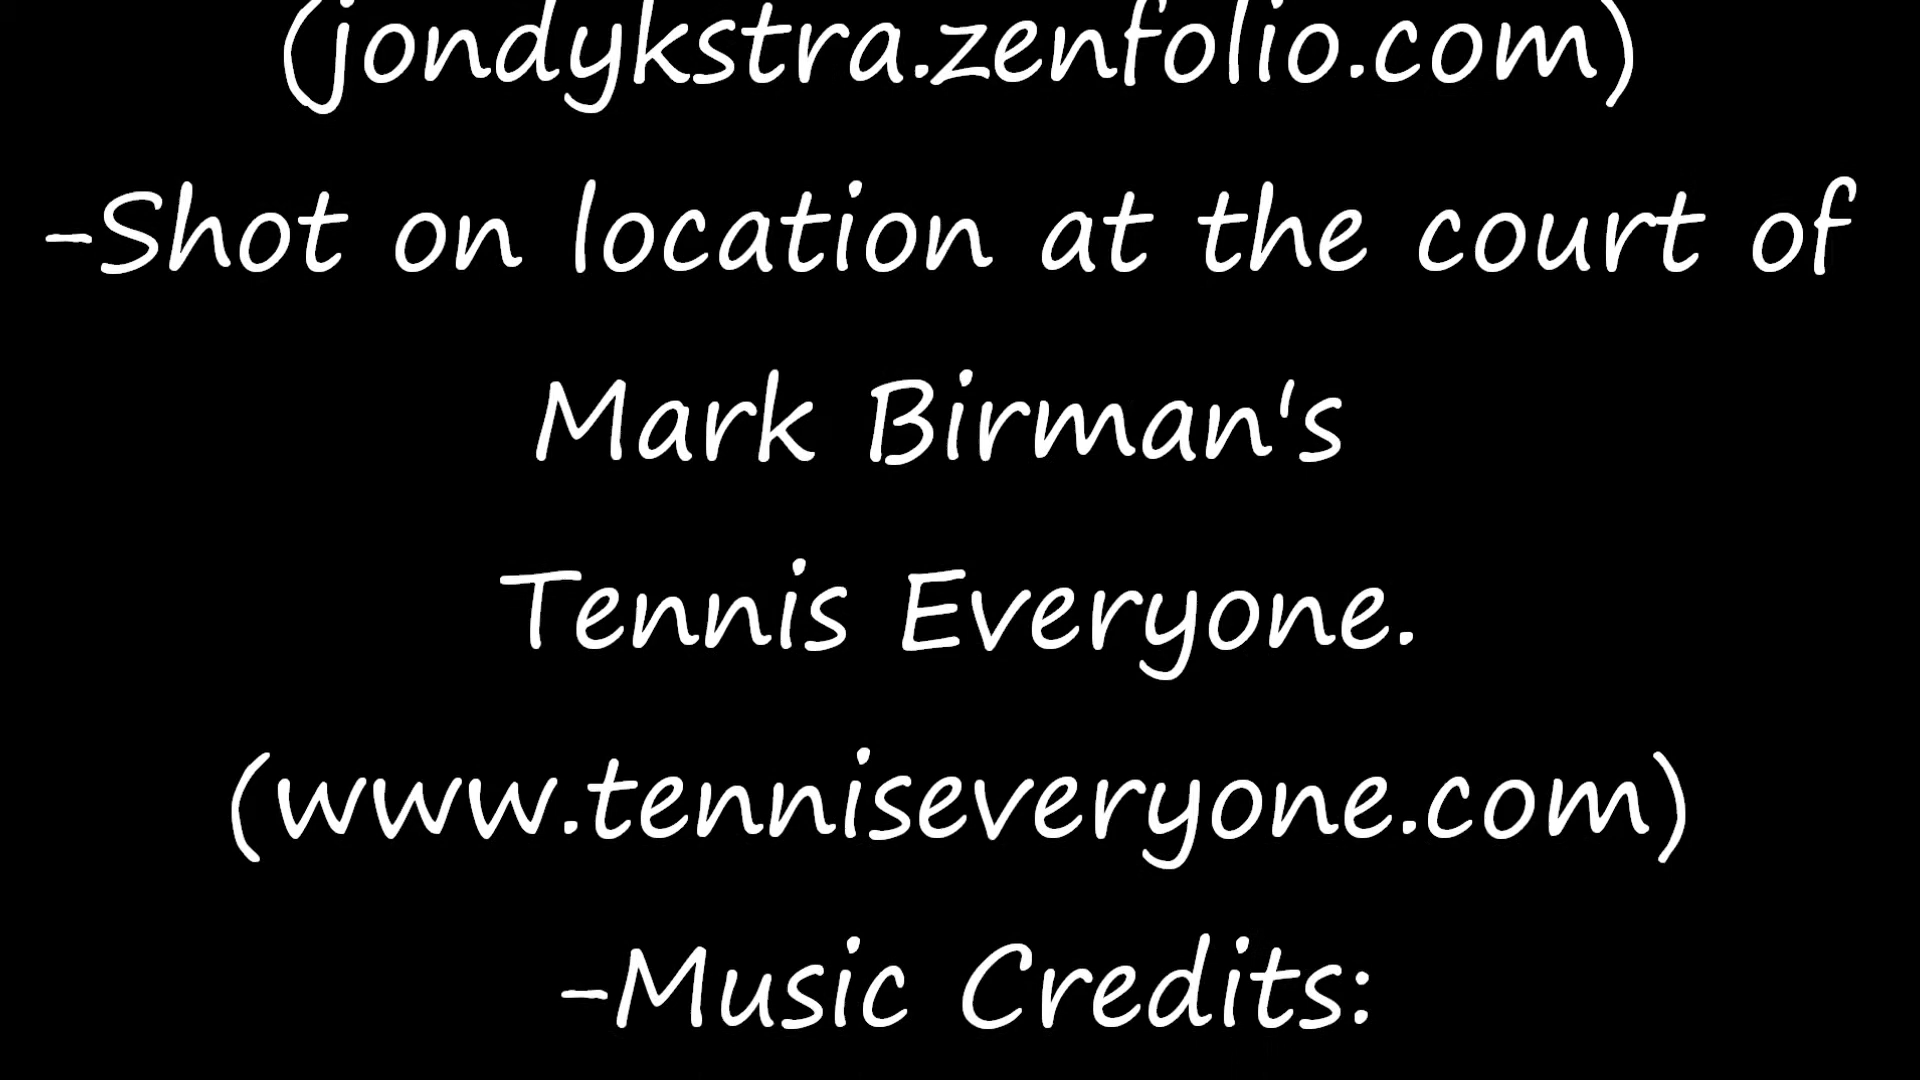 (jondykstra.zenfolio.com)
-Shot on location at the court of
Mark Birman's
Tennis Everyone.
(www.tenniseveryone.com)
-Music Credits: